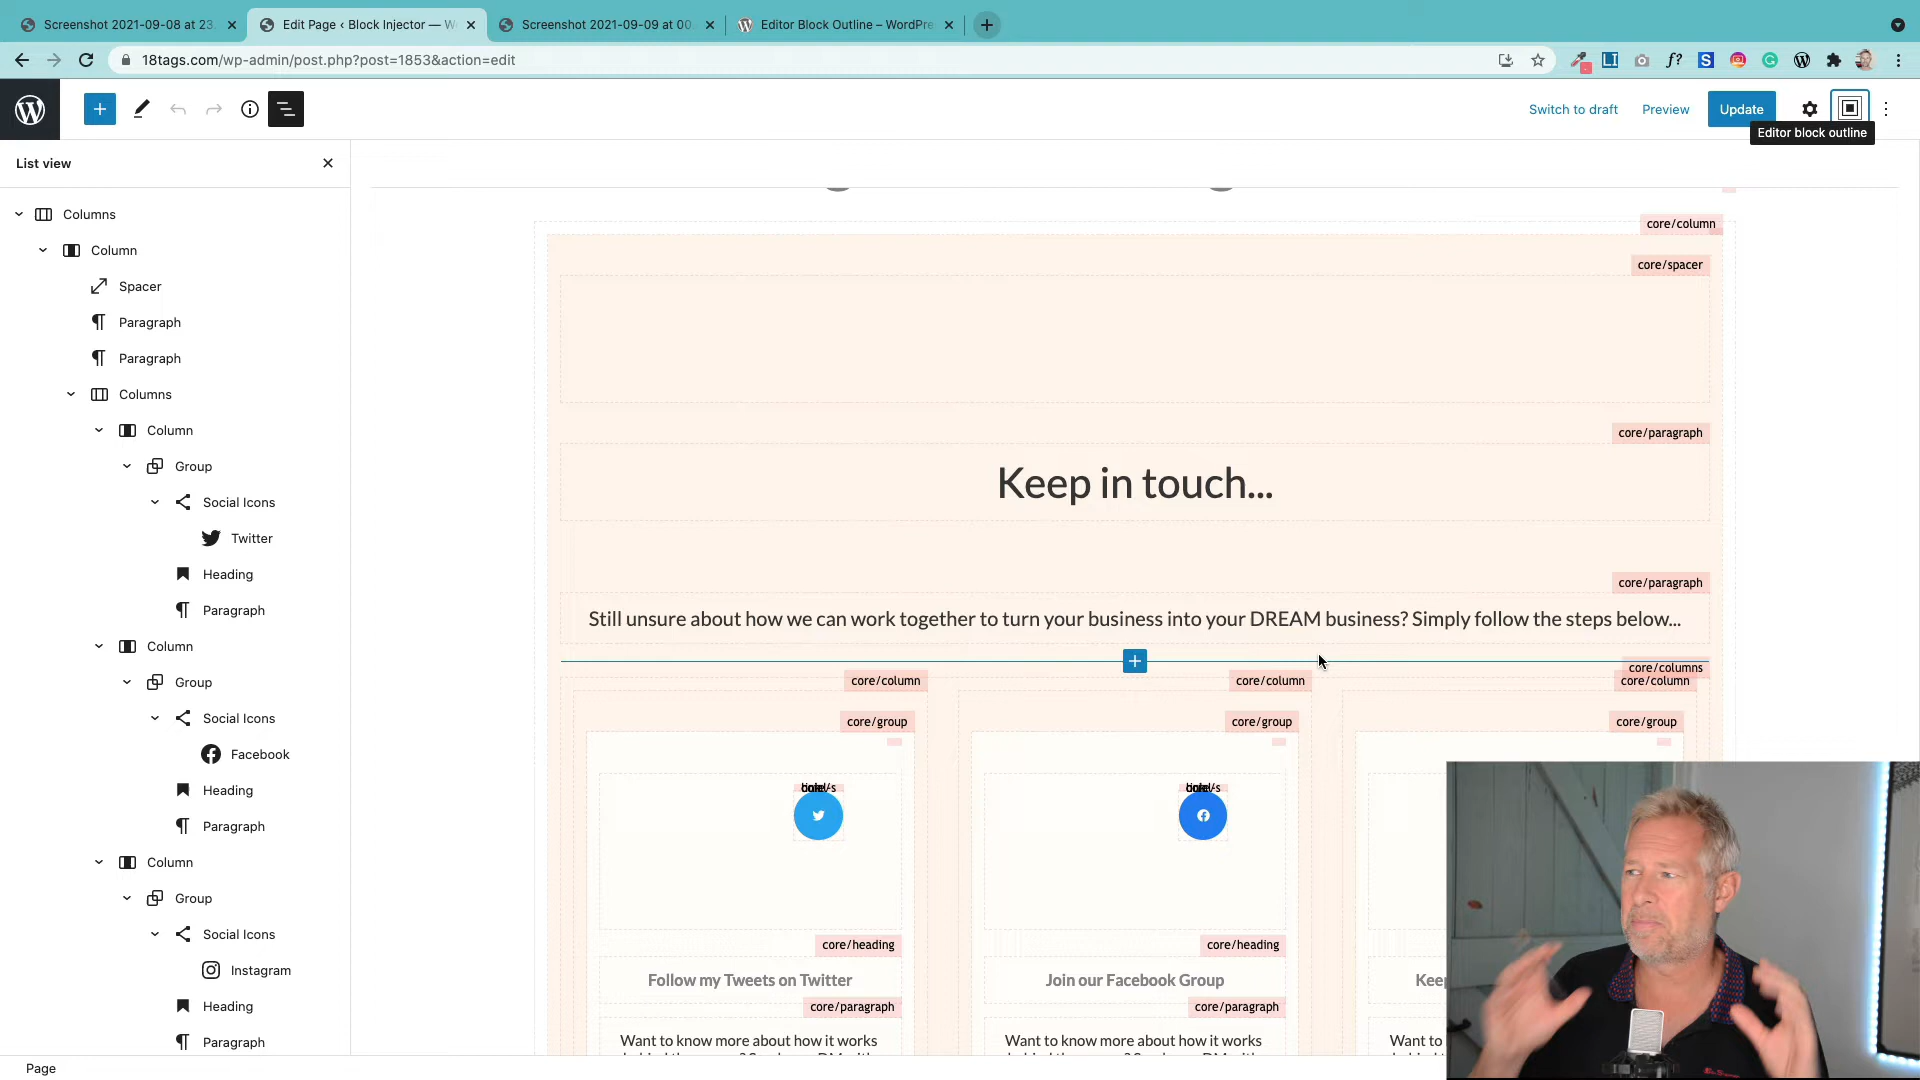 Screenshot 2021-09-08 at 23
Edit Page ‹ Block Injector — W
Screenshot 2021-09-09 at 00
Editor Block Outline – WordPre
18tags.com/wp-admin/post.php?post=1853&action=edit
Switch to draft
Preview
Update
Editor block outline
List view
Columns
Column
Spacer
Paragraph
Paragraph
Columns
Column
Group
Social Icons
Twitter
Heading
Paragraph
Column
Group
Social Icons
Facebook
Heading
Paragraph
Column
Group
Social Icons
Instagram
Heading
Paragraph
core/column
core/spacer
core/paragraph
Keep in touch...
core/paragraph
Still unsure about how we can work together to turn your business into your DREAM business? Simply follow the steps below...
core/columns
core/column
core/column
core/column
core/group
core/group
core/group
core/heading
core/heading
Follow my Tweets on Twitter
Join our Facebook Group
Keep
core/paragraph
core/paragraph
Want to know more about how it works
Want to know more about how it works
Want to
Page